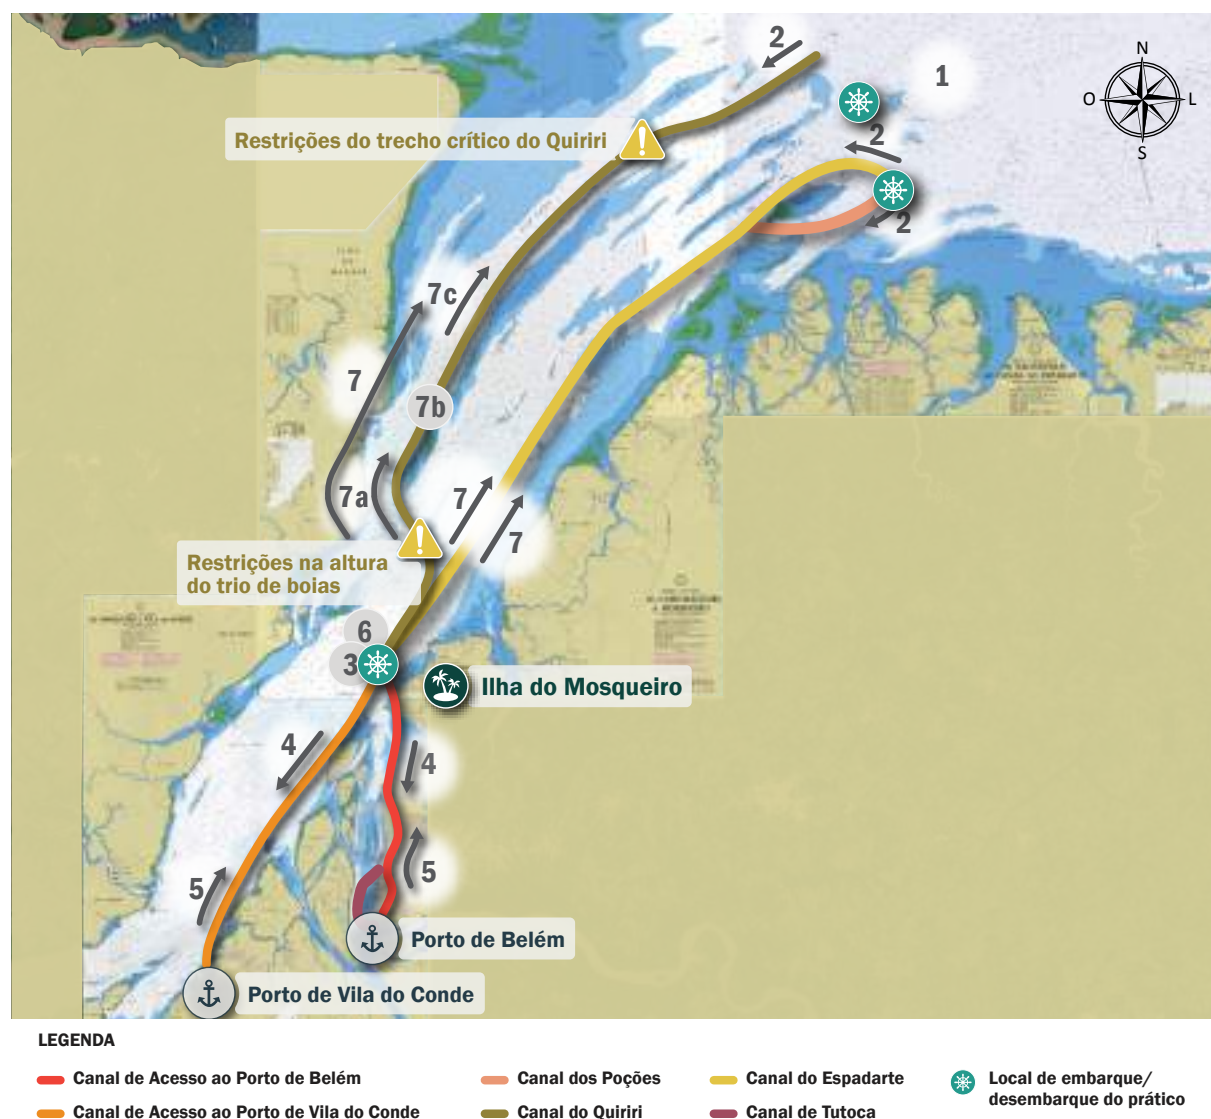 2
1
N
O
L
S
Restrições do trecho crítico do Quiriri
2
2
7c
7
7b
7a
7
7
Restrições na altura
do trio de boias
6
3
Ilha do Mosqueiro
4
4
5
5
Porto de Belém
Porto de Vila do Conde
LEGENDA
Canal de Acesso ao Porto de Belém
Canal dos Poções
Canal do Espadarte
Local de embarque/
desembarque do prático
Canal de Acesso ao Porto de Vila do Conde
Canal do Quiriri
Canal de Tutoca